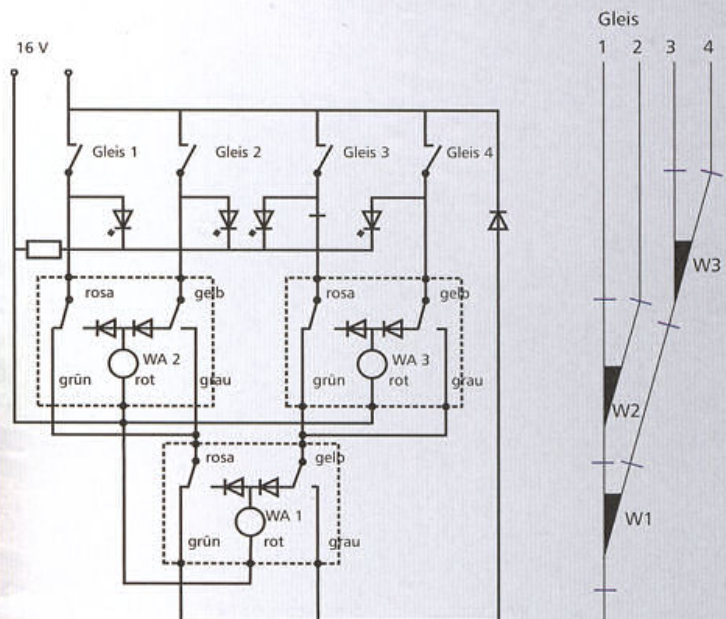 16 V
Gleis 1
Gleis 2
Gleis 3
Gleis 4
rosa
gelb
WA 2
grün
rot
grau
rosa
gelb
WA 3
grün
rot
grau
rosa
gelb
WA 1
grün
rot
grau
Gleis
1 2 3 4
W3
W2
W1